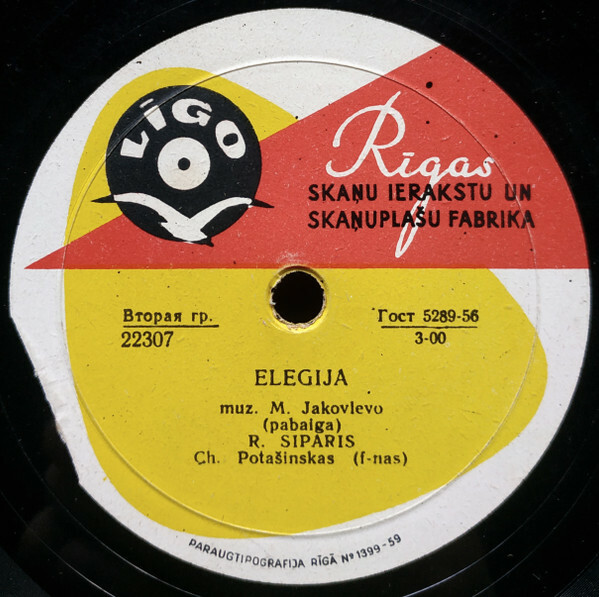 LĪGO
Rīgas
SKAŅU IERAKSTU UN
SKAŅUPLAŠU FABRIKA
Вторая гр.
22307
Гост 5289-56
3-00
ELEGIJA
muz. M. Jakovlevo
(pabaiga)
R. SIPARIS
Ch. Potašinskas (f-nas)
PARAUGTIPOGRAFIJA RĪGĀ Nº 1399-59